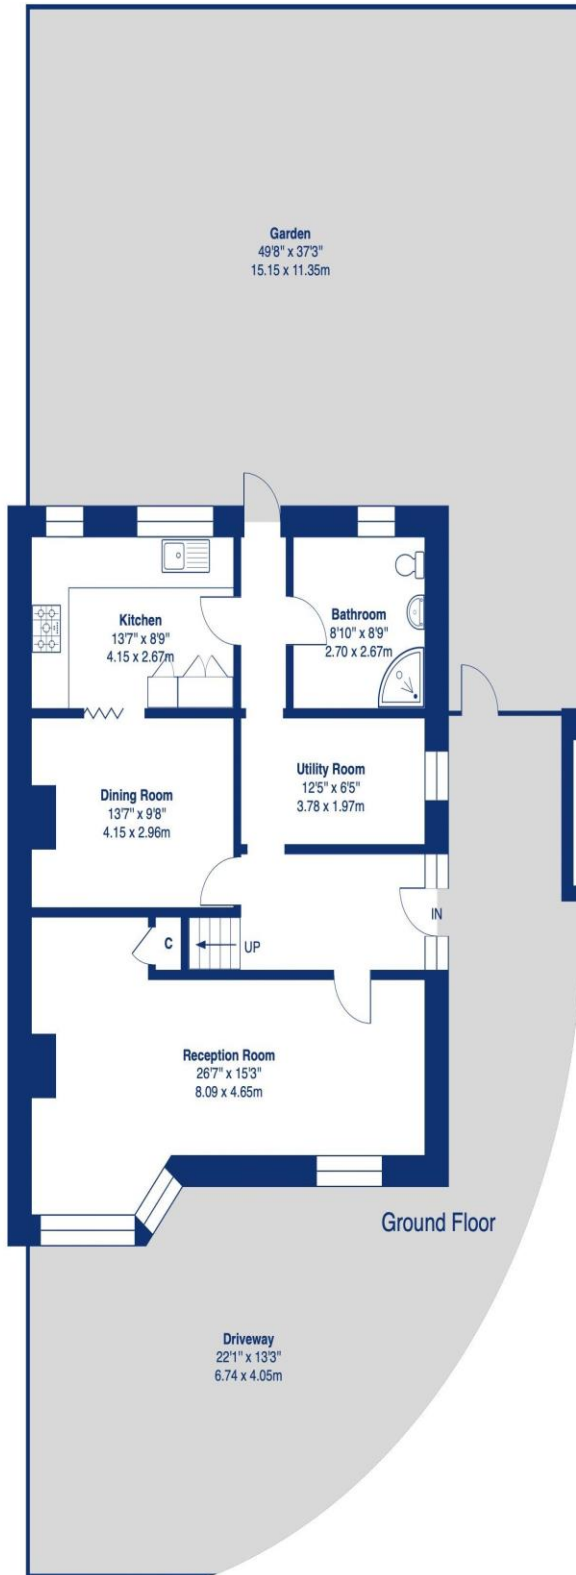 Garden
49'8" x 37'3"
15.15 x 11.35m
Kitchen
13'7" x 8'9"
4.15 x 2.67m
Bathroom
8'10" x 8'9"
2.70 x 2.67m
Utility Room
12'5" x 6'5"
3.78 x 1.97m
Dining Room
13'7" x 9'8"
4.15 x 2.96m
IN
C
UP
Reception Room
26'7" x 15'3"
8.09 x 4.65m
Ground Floor
Driveway
22'1" x 13'3"
6.74 x 4.05m